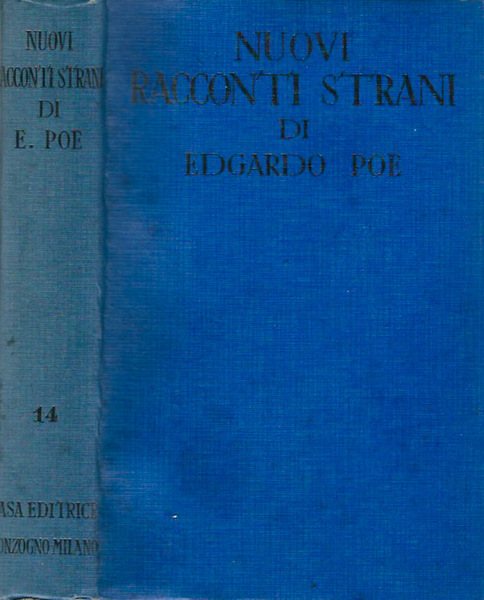 NUOVI
RACCONTI STRANI
DI
E. POE
14
ASA EDITRICE
ONZOGNO MILANO
NUOVI
RACCONTI STRANI
DI
EDGARDO POE